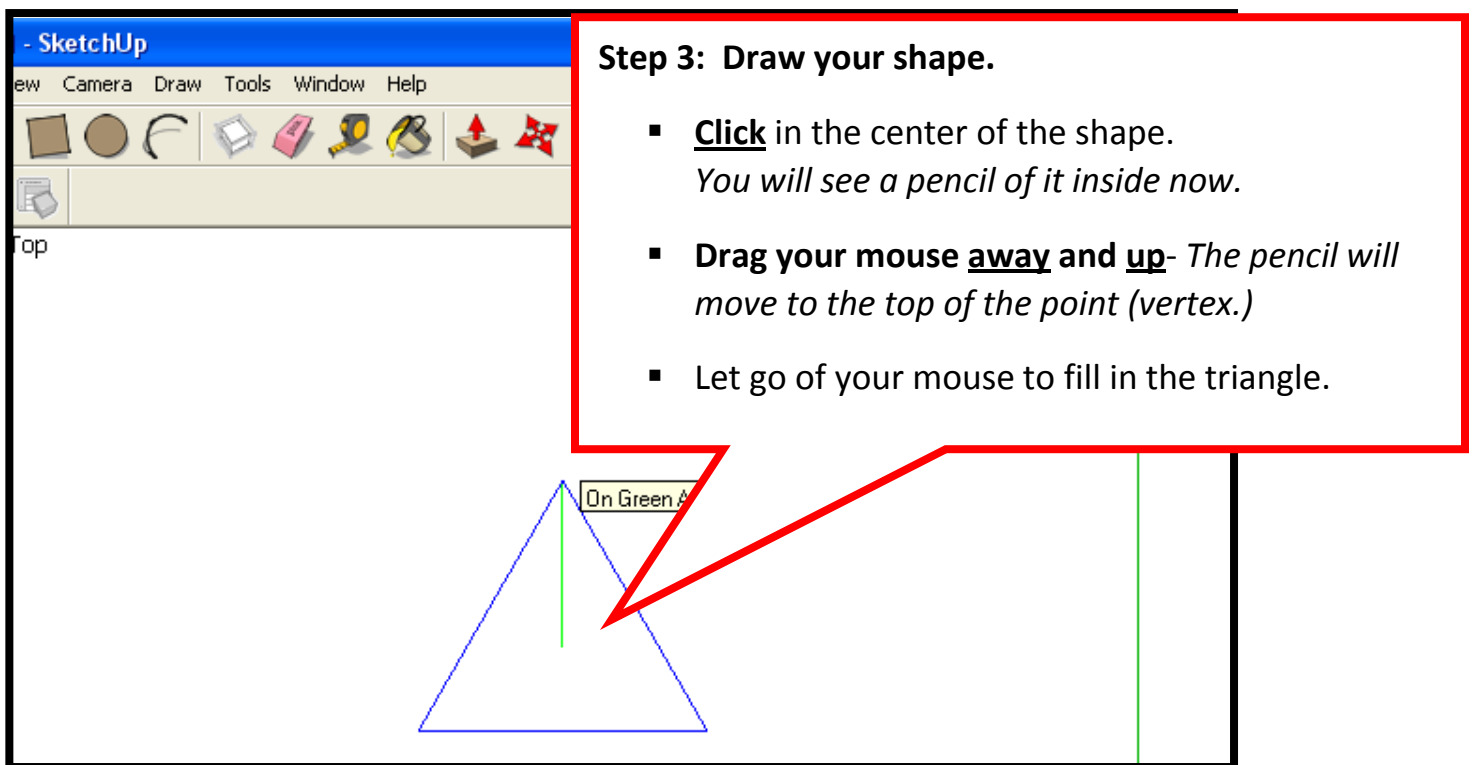 - SketchUp
ew Camera Draw Tools Window Help
Top
Step 3: Draw your shape.
▪ Click in the center of the shape.
You will see a pencil of it inside now.
▪ Drag your mouse away and up- The pencil will
move to the top of the point (vertex.)
▪ Let go of your mouse to fill in the triangle.
On Green A